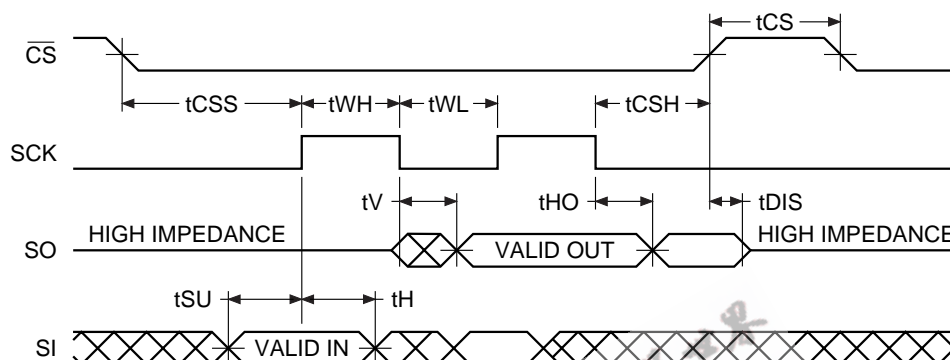 tCS
CS
tCSS tWH tWL tCSH
SCK
tV tHO tDIS
HIGH IMPEDANCE HIGH IMPEDANCE
SO VALID OUT
tSU tH
SI VALID IN